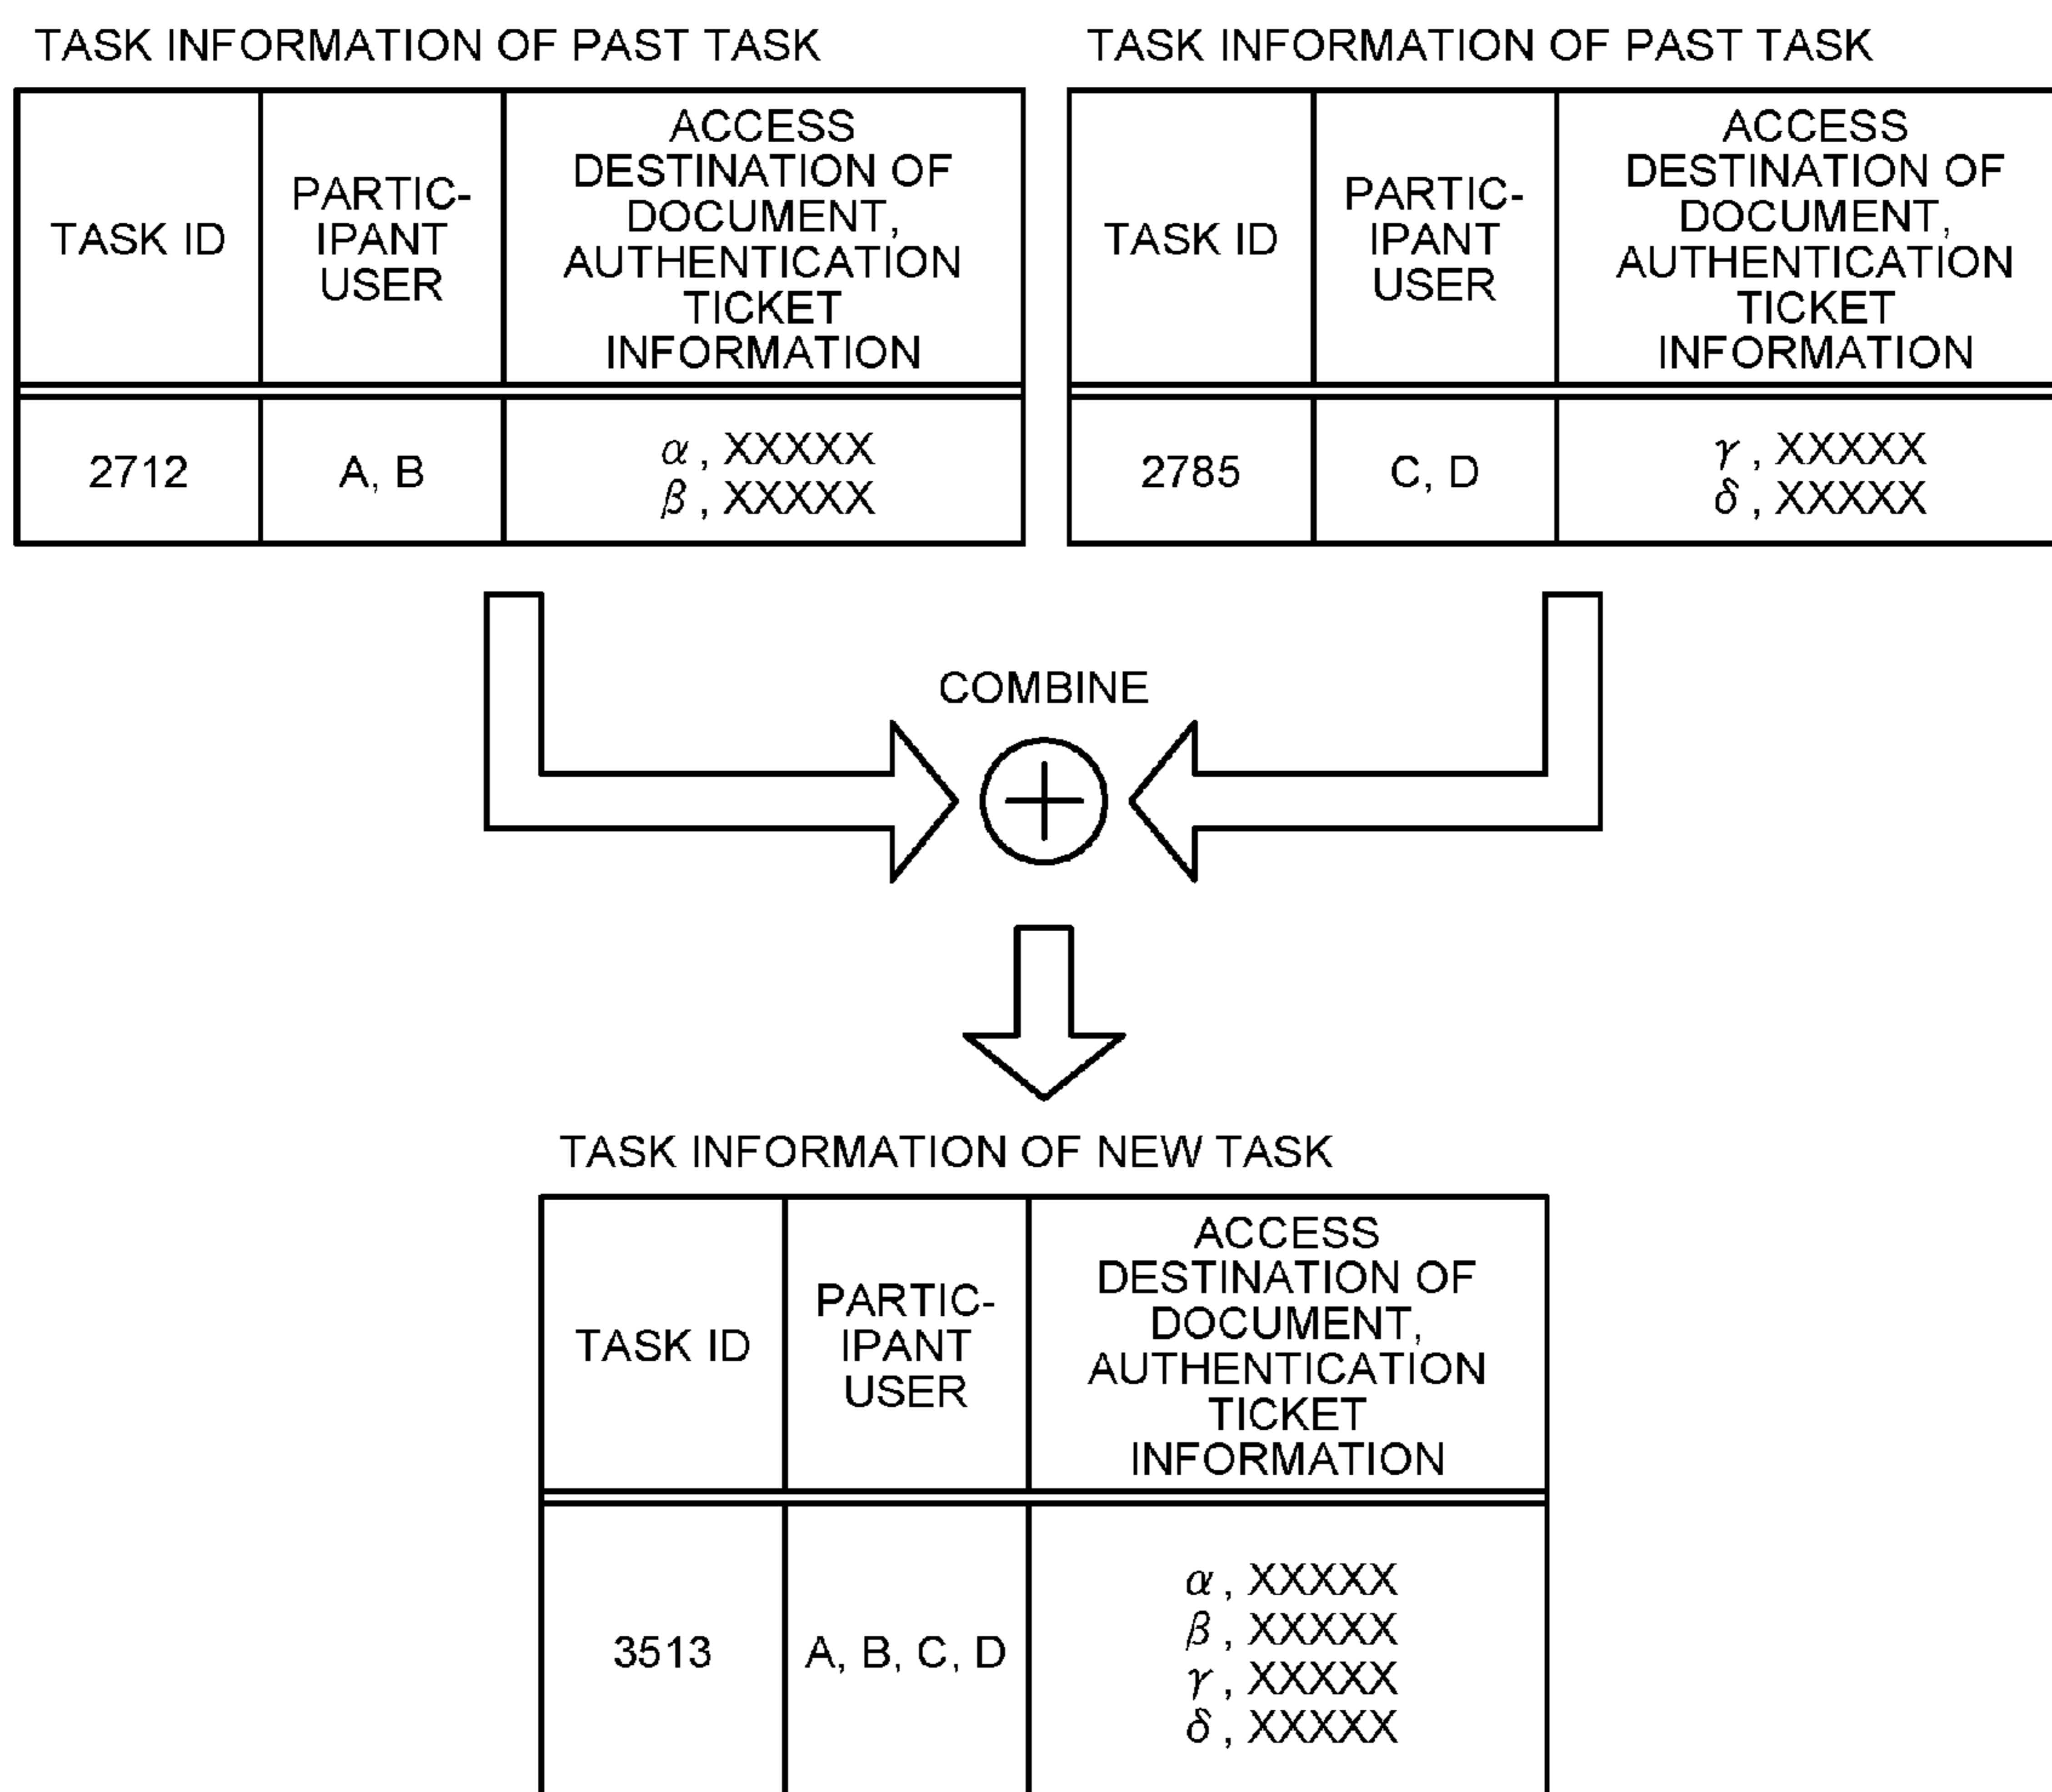 TASK INFORMATION OF PAST TASK
TASK ID
PARTIC-
IPANT
USER
ACCESS
DESTINATION OF
DOCUMENT,
AUTHENTICATION
TICKET
INFORMATION
2712
A, B
α, XXXXX
β, XXXXX
TASK INFORMATION OF PAST TASK
TASK ID
PARTIC-
IPANT
USER
ACCESS
DESTINATION OF
DOCUMENT,
AUTHENTICATION
TICKET
INFORMATION
2785
C, D
γ, XXXXX
δ, XXXXX
COMBINE
TASK INFORMATION OF NEW TASK
TASK ID
PARTIC-
IPANT
USER
ACCESS
DESTINATION OF
DOCUMENT,
AUTHENTICATION
TICKET
INFORMATION
3513
A, B, C, D
α, XXXXX
β, XXXXX
γ, XXXXX
δ, XXXXX